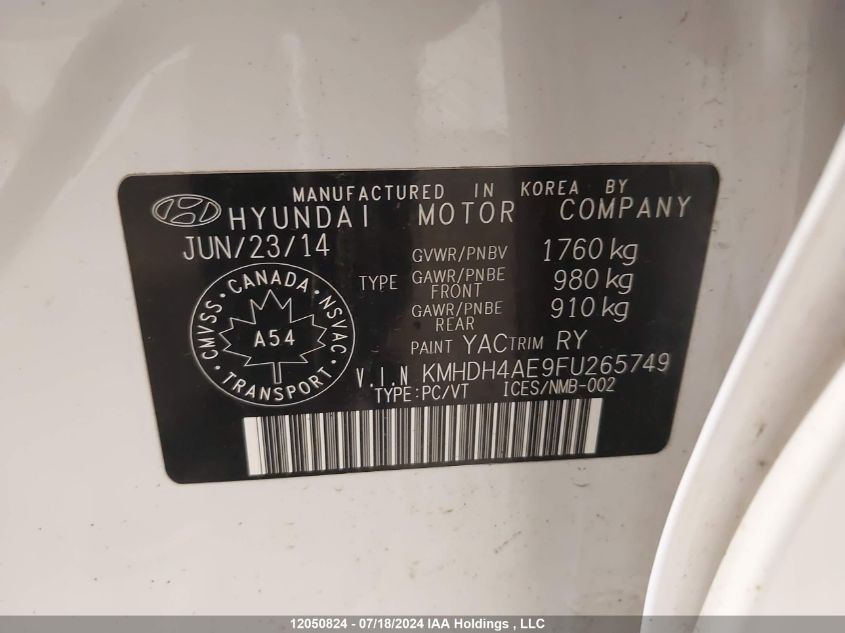 MANUFACTURED IN KOREA BY
HYUNDAI MOTOR COMPANY
JUN/23/14
GVWR/PNBV 1760 kg
TYPE GAWR/PNBE FRONT 980 kg
GAWR/PNBE REAR 910 kg
PAINT YAC TRIM RY
V.I.N KMHDH4AE9FU265749
TYPE:PC/VT ICES/NMB-002
CMVSS · CANADA · NSVAC · TRANSPORT ·
A54
12050824 - 07/18/2024 IAA Holdings , LLC